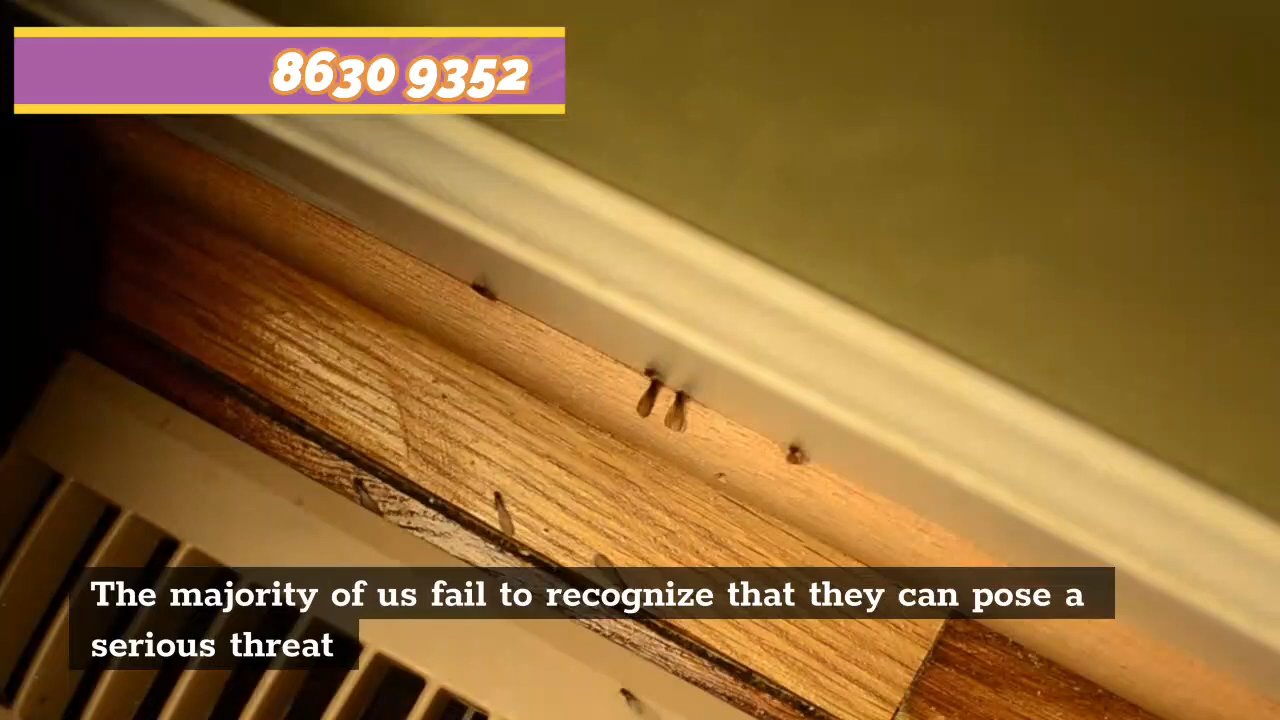 8630 9352
The majority of us fail to recognize that they can pose a
serious threat